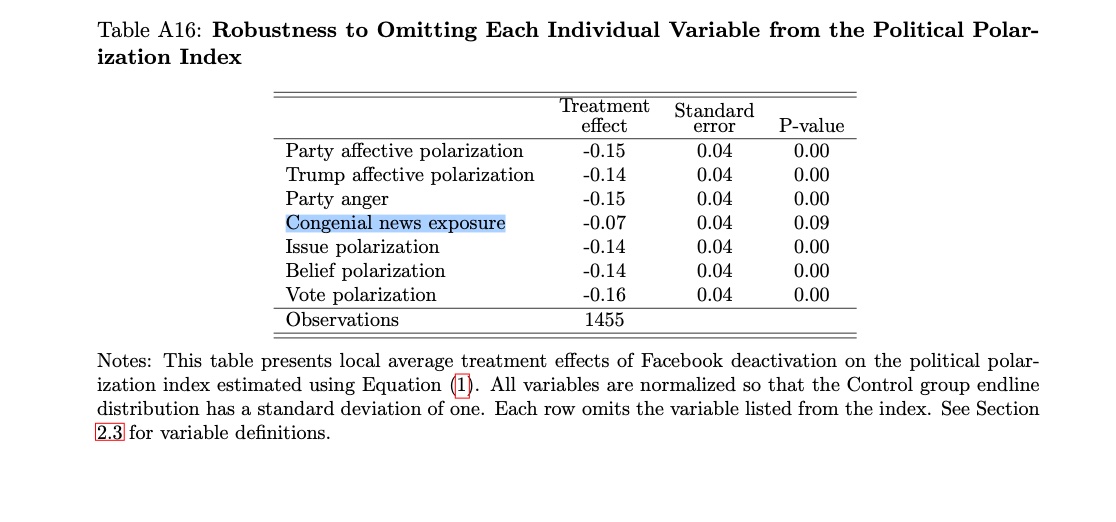 Table A16: Robustness to Omitting Each Individual Variable from the Political Polar-
ization Index
Treatment effect Standard error P-value
Party affective polarization -0.15 0.04 0.00
Trump affective polarization -0.14 0.04 0.00
Party anger -0.15 0.04 0.00
Congenial news exposure -0.07 0.04 0.09
Issue polarization -0.14 0.04 0.00
Belief polarization -0.14 0.04 0.00
Vote polarization -0.16 0.04 0.00
Observations 1455
Notes: This table presents local average treatment effects of Facebook deactivation on the political polar-
ization index estimated using Equation (1). All variables are normalized so that the Control group endline
distribution has a standard deviation of one. Each row omits the variable listed from the index. See Section
2.3 for variable definitions.